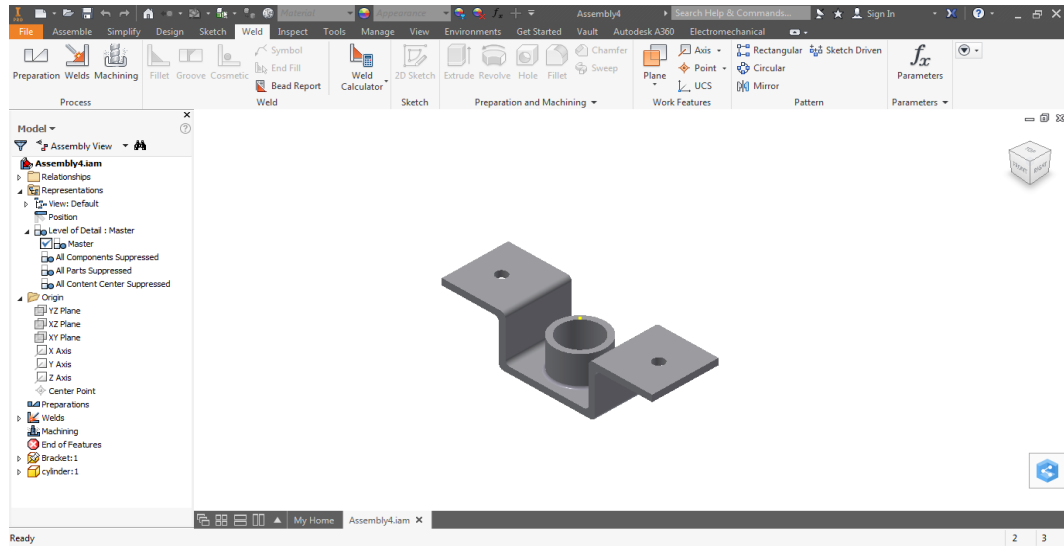 PRO
Material
Appearance
Assembly4
Search Help & Commands...
Sign In
File Assemble Simplify Design Sketch Weld Inspect Tools Manage View Environments Get Started Vault Autodesk A360 Electromechanical
Preparation Welds Machining
Process
Fillet Groove Cosmetic
Symbol
End Fill
Bead Report
Weld Calculator
Weld
2D Sketch
Sketch
Extrude Revolve Hole Fillet
Chamfer
Sweep
Preparation and Machining
Plane
Axis
Point
UCS
Work Features
Rectangular Sketch Driven
Circular
Mirror
Pattern
fx
Parameters
Parameters
Model
Assembly View
Assembly4.iam
Relationships
Representations
View: Default
Position
Level of Detail : Master
Master
All Components Suppressed
All Parts Suppressed
All Content Center Suppressed
Origin
YZ Plane
XZ Plane
XY Plane
X Axis
Y Axis
Z Axis
Center Point
Preparations
Welds
Machining
End of Features
Bracket:1
cylinder:1
FRONT RIGHT
My Home Assembly4.iam
Ready
2 3